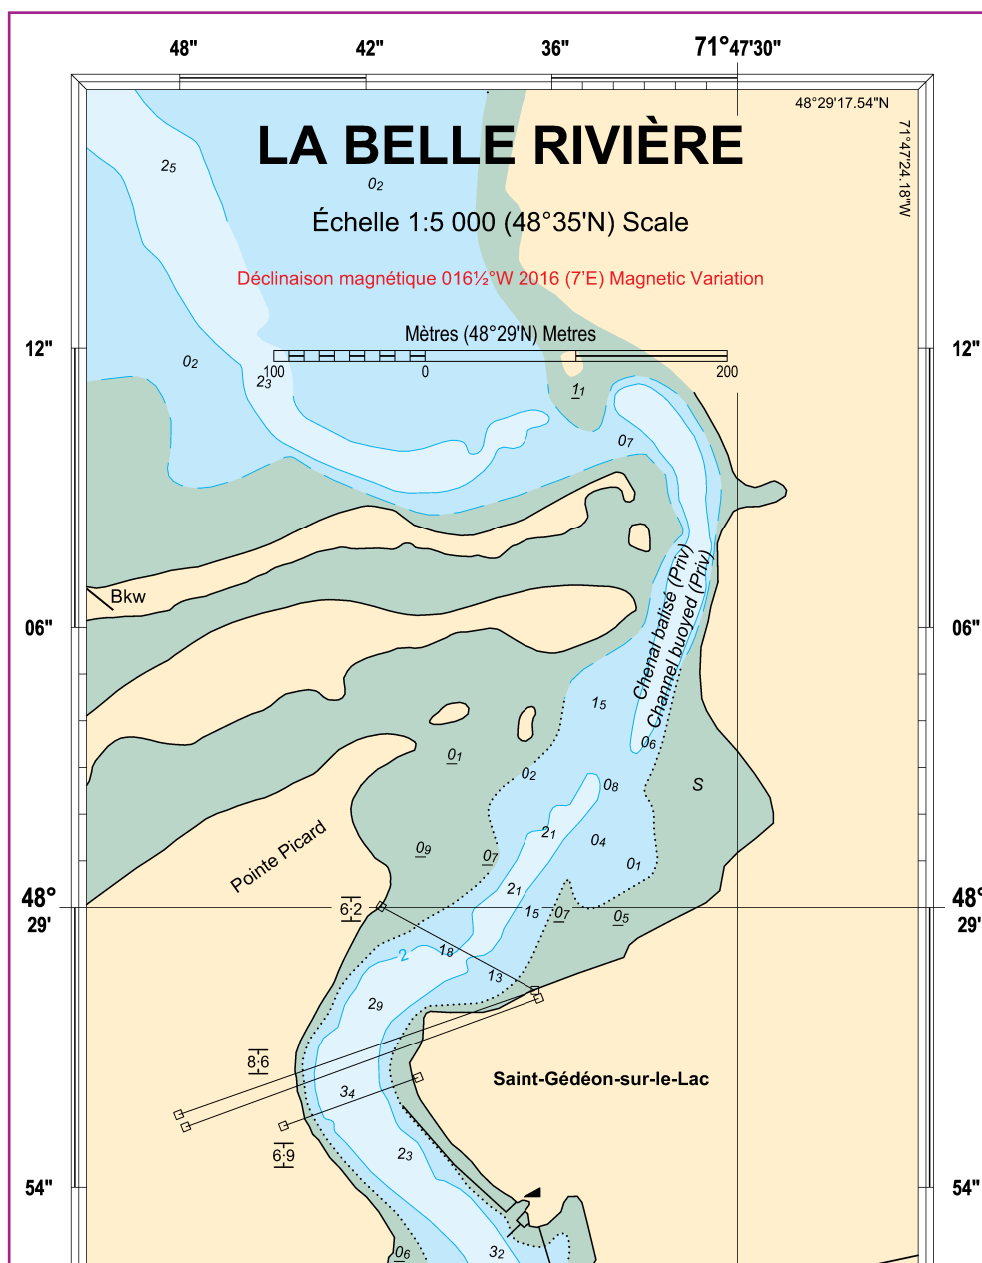 48" 42" 36" 71°47'30"
48°29'17.54"N
71°47'24.18"W
LA BELLE RIVIÈRE
2₅
0₂
Échelle 1:5 000 (48°35'N) Scale
Déclinaison magnétique 016½°W 2016 (7'E) Magnetic Variation
Mètres (48°29'N) Metres
12" 12"
100 0 200
0₂
2₃
1₁
0₇
Chenal balisé (Priv)
Channel buoyed (Priv)
Bkw
06" 06"
1₅
0₆
0₁
0₂
0₈
S
2₁
0₄
0₉
0₇
0₁
Pointe Picard
2₁
48° 48°
29' 29'
6·2
1₅
0₇
0₅
2
1₈
1₃
2₉
8·6
Saint-Gédéon-sur-le-Lac
3₄
6·9
2₃
54" 54"
0₆
3₂